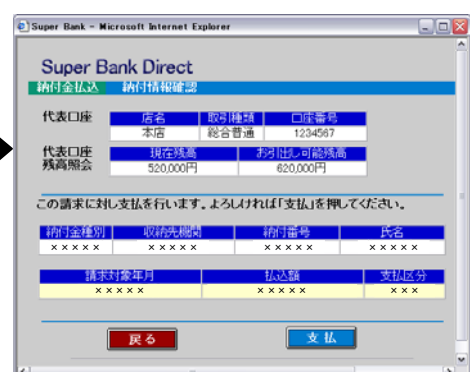 Super Bank - Microsoft Internet Explorer
Super Bank Direct
納付金払込 納付情報確認
代表口座 店名 取引種類 口座番号
本店 総合普通 1234567
代表口座残高照会 現在残高 お引出し可能残高
520,000円 620,000円
この請求に対し支払を行います。よろしければ「支払」を押してください。
納付金種別 収納先機関 納付番号 氏名
××××× ××××× ××××× ×××××
請求対象年月 払込額 支払区分
××××× ××××× ×××
戻る 支払